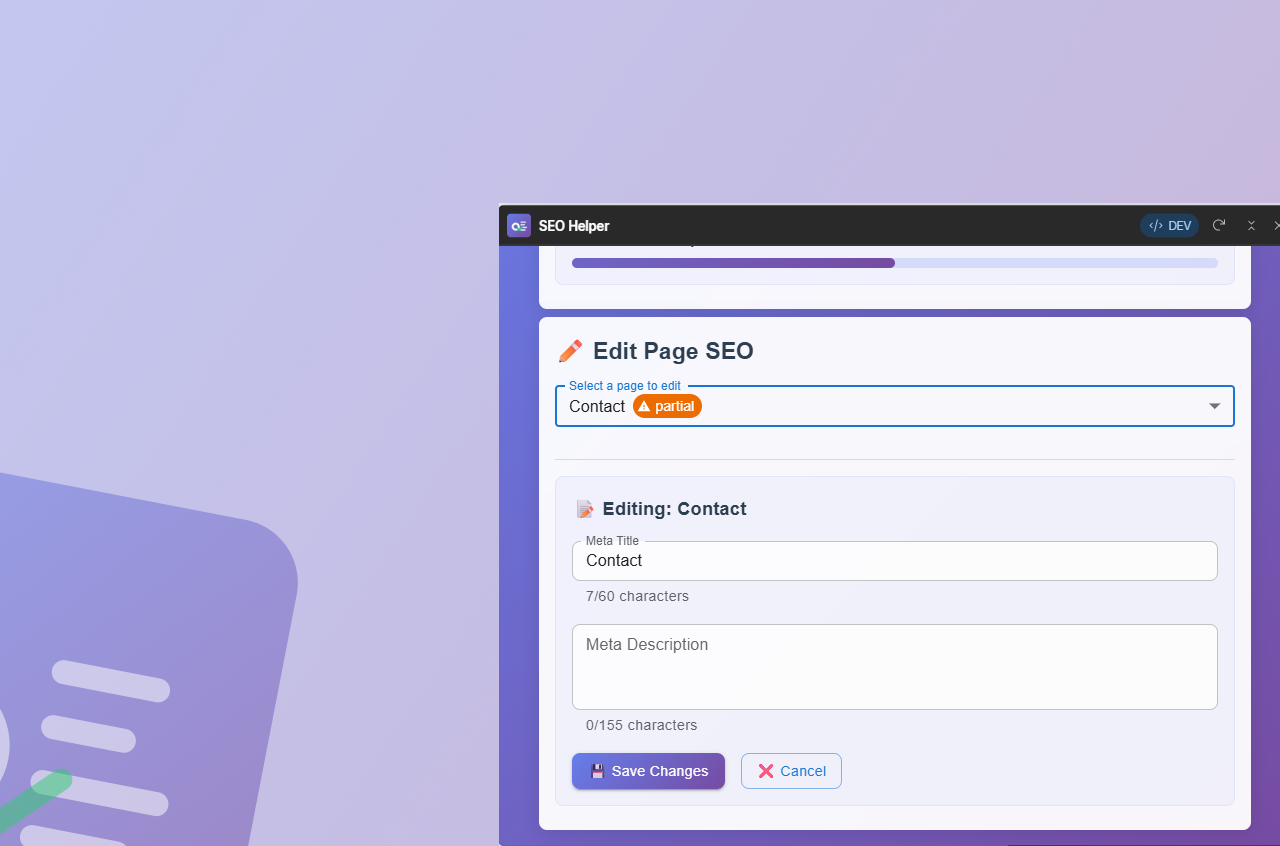 SEO Helper
</> DEV
Edit Page SEO
Select a page to edit
Contact partial
Editing: Contact
Meta Title
Contact
7/60 characters
Meta Description
0/155 characters
Save Changes
Cancel